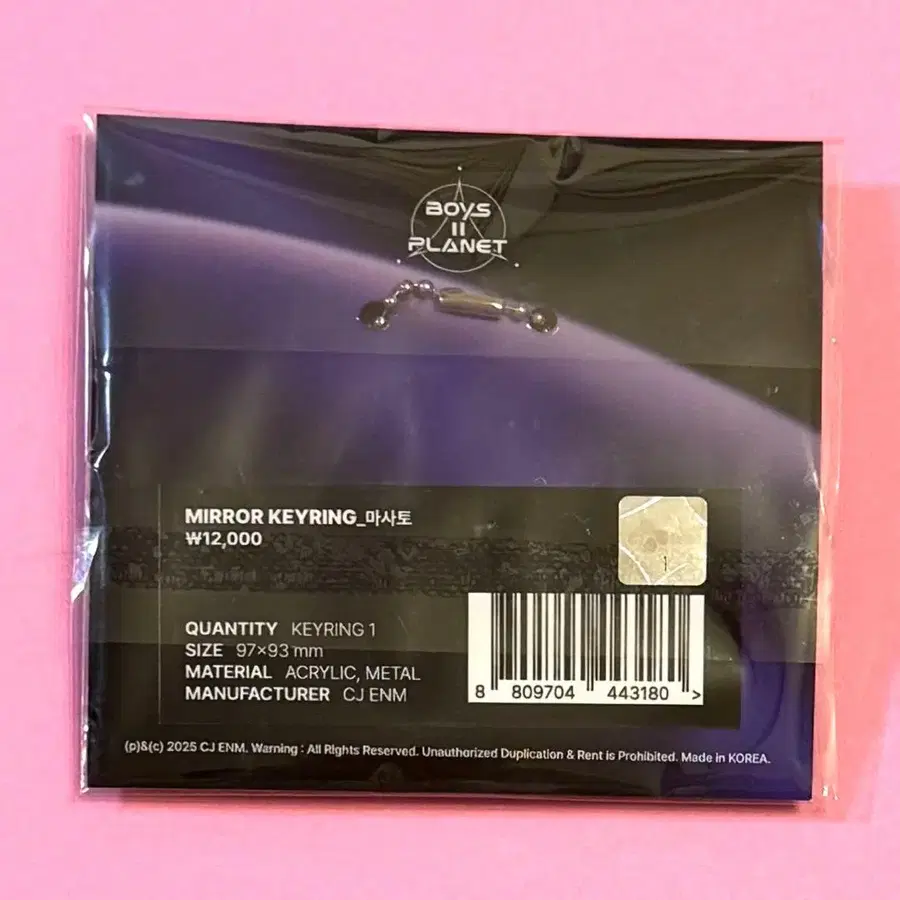 BOYS
II
PLANET
MIRROR KEYRING_마사토
₩12,000
QUANTITY KEYRING 1
SIZE 97×93 mm
MATERIAL ACRYLIC, METAL
MANUFACTURER CJ ENM
8 809704 443180 >
(p)&(c) 2025 CJ ENM. Warning : All Rights Reserved. Unauthorized Duplication & Rent is Prohibited. Made in KOREA.